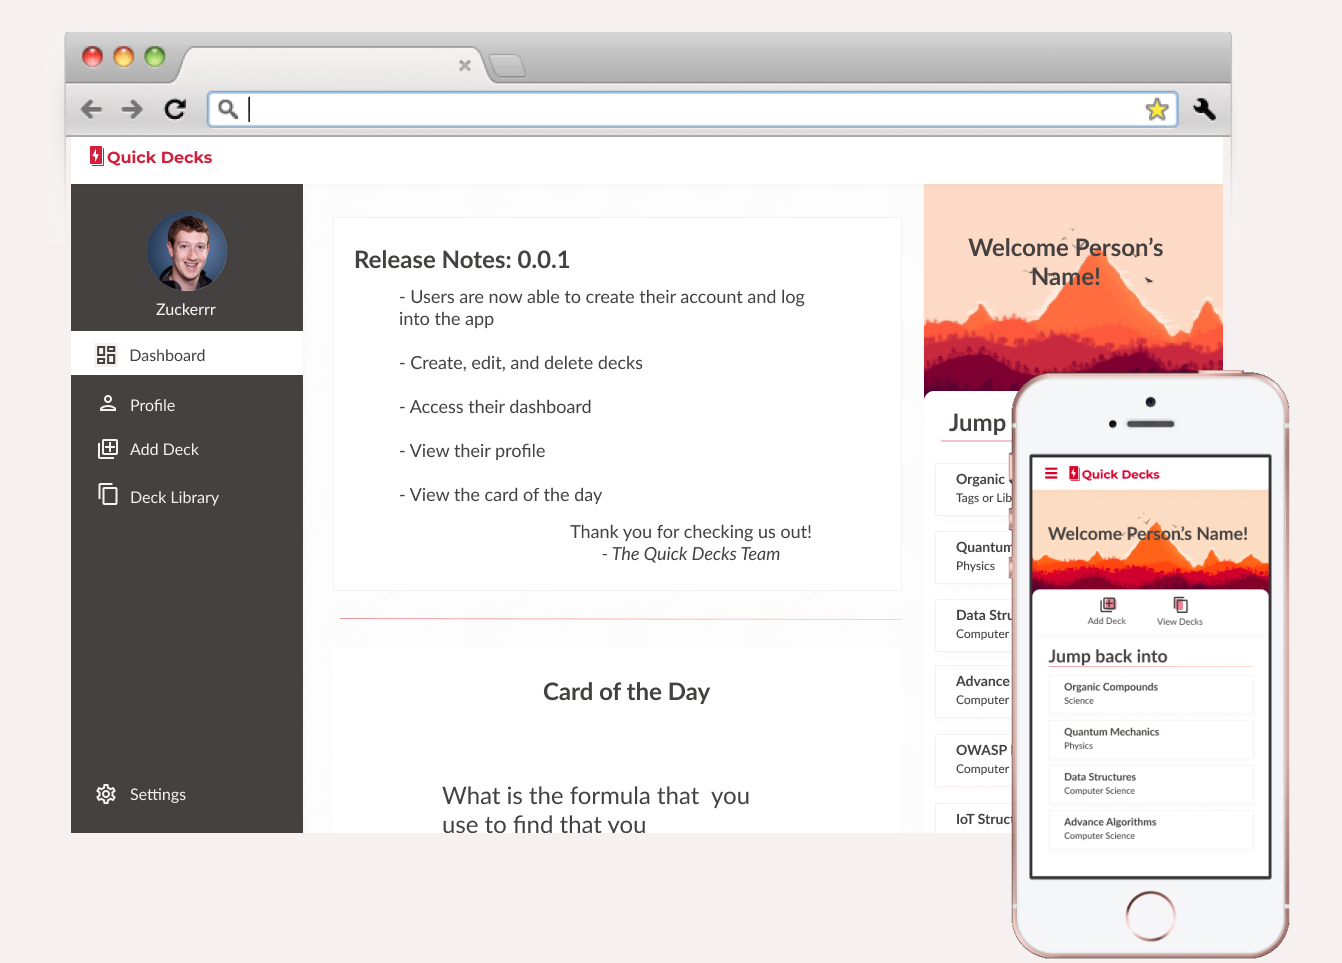 Quick Decks
Zuckerrr
Dashboard
Profile
Add Deck
Deck Library
Settings
Release Notes: 0.0.1
- Users are now able to create their account and log
into the app
- Create, edit, and delete decks
- Access their dashboard
- View their profile
- View the card of the day
Thank you for checking us out!
- The Quick Decks Team
Card of the Day
What is the formula that you
use to find that you
Welcome Person's
Name!
Jump
Organic
Tags or Lib
Quantum
Physics
Data Stru
Computer
Advance
Computer
OWASP
Computer
IoT Struct
Quick Decks
Welcome Person's Name!
Add Deck
View Decks
Jump back into
Organic Compounds
Science
Quantum Mechanics
Physics
Data Structures
Computer Science
Advance Algorithms
Computer Science